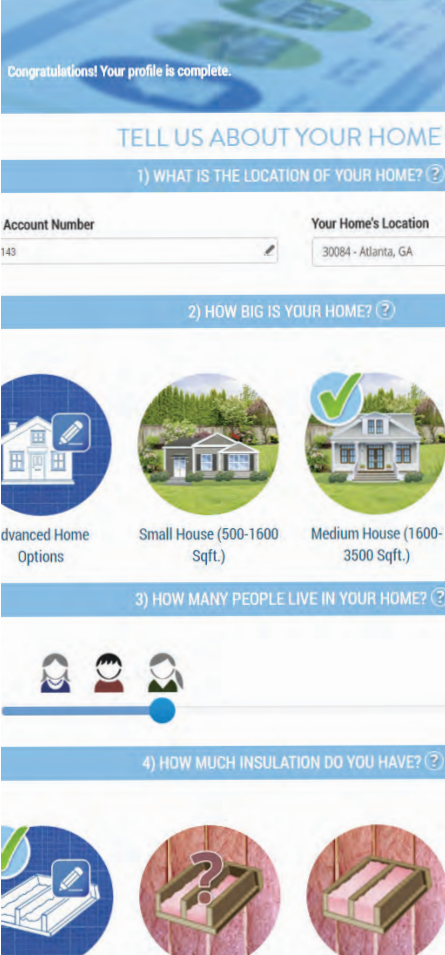 Congratulations! Your profile is complete.
TELL US ABOUT YOUR HOME
1) WHAT IS THE LOCATION OF YOUR HOME? ?
Account Number
Your Home's Location
143
30084 - Atlanta, GA
2) HOW BIG IS YOUR HOME? ?
dvanced Home
Options
Small House (500-1600
Sqft.)
Medium House (1600-
3500 Sqft.)
3) HOW MANY PEOPLE LIVE IN YOUR HOME? ?
4) HOW MUCH INSULATION DO YOU HAVE? ?
?